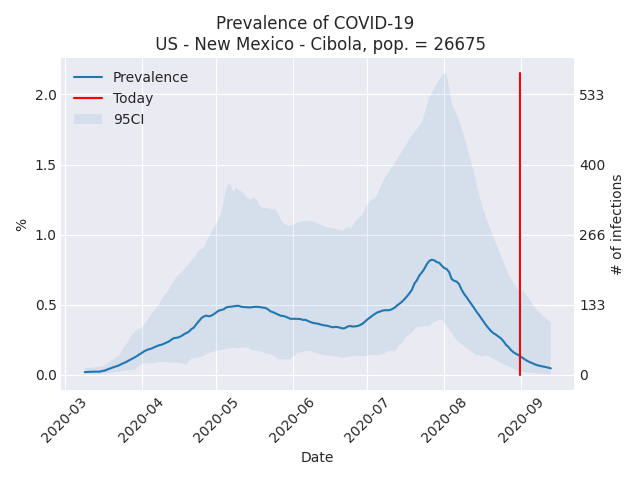 Prevalence of COVID-19
US - New Mexico - Cibola, pop. = 26675
Prevalence
Today
95CI
2.0
1.5
1.0
0.5
0.0
%
533
400
266
133
0
# of infections
2020-03
2020-04
2020-05
2020-06
2020-07
2020-08
2020-09
Date